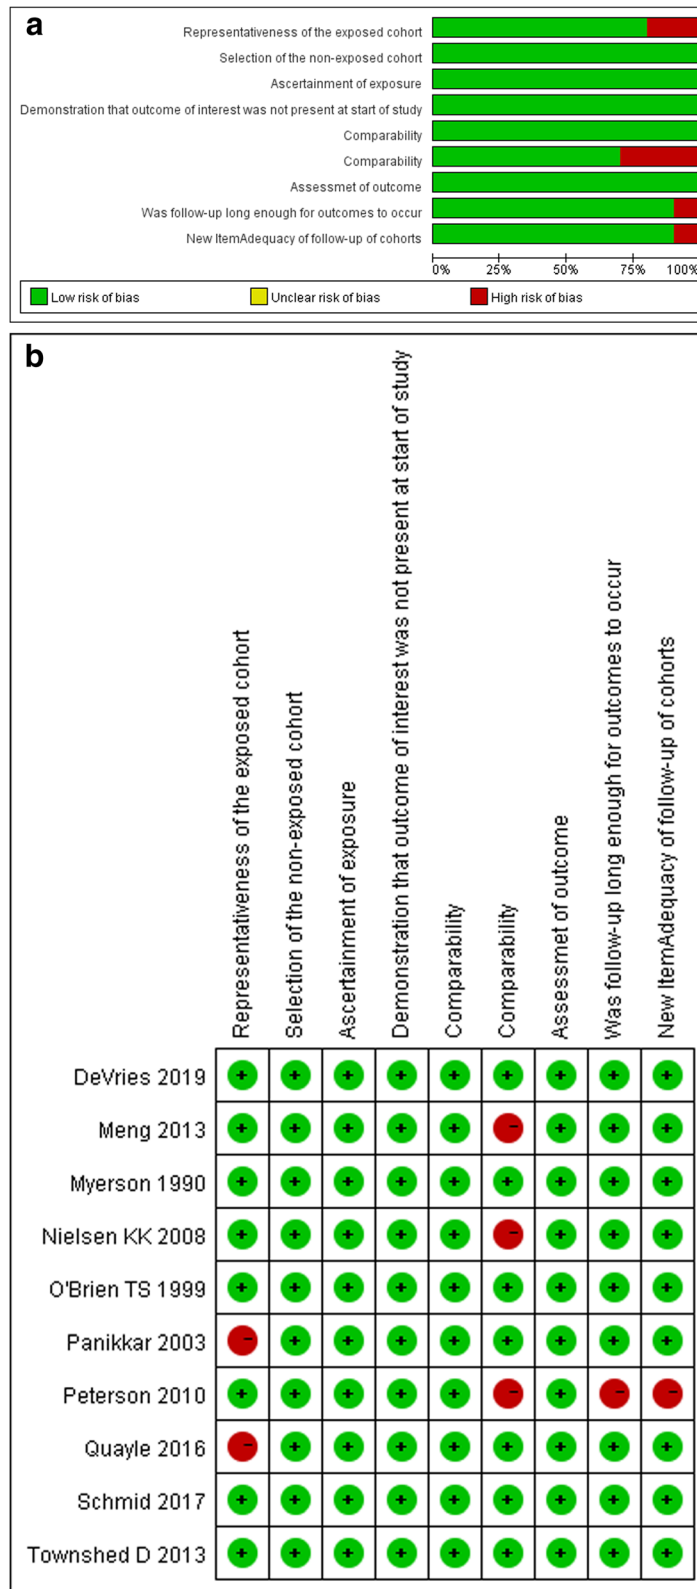 a
Representativeness of the exposed cohort
Selection of the non-exposed cohort
Ascertainment of exposure
Demonstration that outcome of interest was not present at start of study
Comparability
Comparability
Assessmet of outcome
Was follow-up long enough for outcomes to occur
New ItemAdequacy of follow-up of cohorts
0% 25% 50% 75% 100%
Low risk of bias Unclear risk of bias High risk of bias
b
Representativeness of the exposed cohort
Selection of the non-exposed cohort
Ascertainment of exposure
Demonstration that outcome of interest was not present at start of study
Comparability
Comparability
Assessmet of outcome
Was follow-up long enough for outcomes to occur
New ItemAdequacy of follow-up of cohorts
DeVries 2019 + + + + + + + + +
Meng 2013 + + + + + - + + +
Myerson 1990 + + + + + + + + +
Nielsen KK 2008 + + + + + - + + +
O'Brien TS 1999 + + + + + + + + +
Panikkar 2003 - + + + + + + + +
Peterson 2010 + + + + + - + - -
Quayle 2016 - + + + + + + + +
Schmid 2017 + + + + + + + + +
Townshed D 2013 + + + + + + + + +